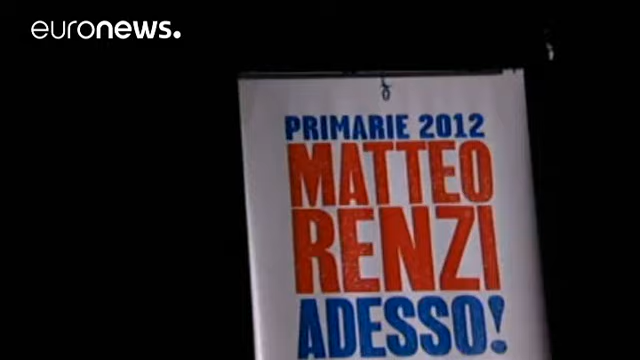 euronews.
PRIMARIE 2012
MATTEO
RENZI
ADESSO!